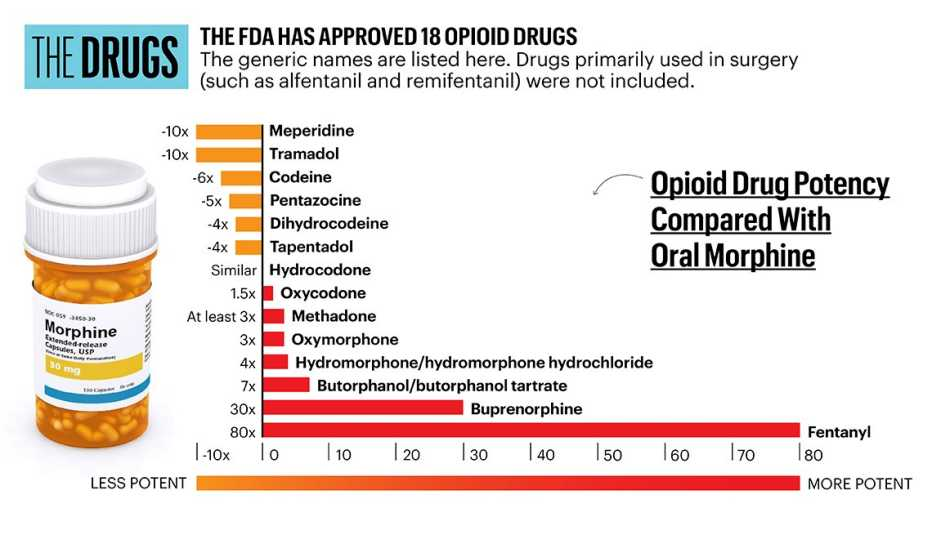 THE DRUGS
THE FDA HAS APPROVED 18 OPIOID DRUGS
The generic names are listed here. Drugs primarily used in surgery
(such as alfentanil and remifentanil) were not included.
-10x Meperidine
-10x Tramadol
-6x Codeine
-5x Pentazocine
-4x Dihydrocodeine
-4x Tapentadol
Similar Hydrocodone
1.5x Oxycodone
At least 3x Methadone
3x Oxymorphone
4x Hydromorphone/hydromorphone hydrochloride
7x Butorphanol/butorphanol tartrate
30x Buprenorphine
80x Fentanyl
-10x 0 10 20 30 40 50 60 70 80
LESS POTENT MORE POTENT
Opioid Drug Potency
Compared With
Oral Morphine
Morphine
Extended-release
Capsules, USP
30 mg